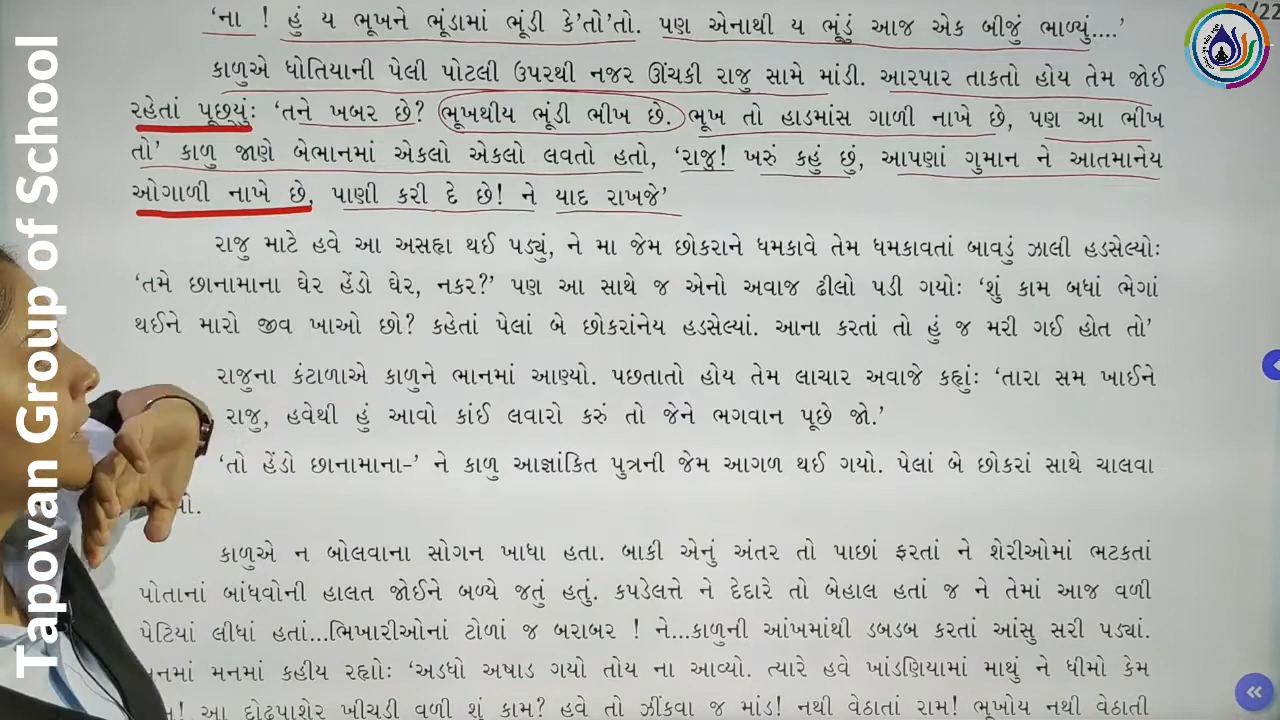 'ના ! હું ય ભૂખને ભૂંડામાં ભૂંડી કે'તો'તો. પણ એનાથી ય ભૂંડું આજ એક બીજું ભાળ્યું....'
/22
કાળુએ ધોતિયાની પેલી પોટલી ઉપરથી નજર ઊંચકી રાજુ સામે માંડી. આરપાર તાકતો હોય તેમ જોઈ
રહેતાં પૂછ્યું: 'તને ખબર છે? ભૂખથીય ભૂંડી ભીખ છે. ભૂખ તો હાડમાંસ ગાળી નાખે છે, પણ આ ભીખ
તો' કાળુ જાણે બેભાનમાં એકલો એકલો લવતો હતો, 'રાજુ! ખરું કહું છું, આપણાં ગુમાન ને આતમાનેય
ઓગાળી નાખે છે, પાણી કરી દે છે! ને યાદ રાખજે'
રાજુ માટે હવે આ અસહ્ય થઈ પડ્યું, ને મા જેમ છોકરાને ધમકાવે તેમ ધમકાવતાં બાવડું ઝાલી હડસેલ્યો:
'તમે છાનામાના ઘેર હેંડો ઘેર, નકર?' પણ આ સાથે જ એનો અવાજ ઢીલો પડી ગયો: 'શું કામ બધાં ભેગાં
થઈને મારો જીવ ખાઓ છો? કહેતાં પેલાં બે છોકરાંનેય હડસેલ્યાં. આના કરતાં તો હું જ મરી ગઈ હોત તો'
રાજુના કંટાળાએ કાળુને ભાનમાં આણ્યો. પછતાતો હોય તેમ લાચાર અવાજે કહ્યું: 'તારા સમ ખાઈને
રાજુ, હવેથી હું આવો કાંઈ લવારો કરું તો જેને ભગવાન પૂછે જો.'
'તો હેંડો છાનામાના-' ને કાળુ આજ્ઞાંકિત પુત્રની જેમ આગળ થઈ ગયો. પેલાં બે છોકરાં સાથે ચાલવા
કાળુએ ન બોલવાના સોગન ખાધા હતા. બાકી એનું અંતર તો પાછાં ફરતાં ને શેરીઓમાં ભટકતાં
પોતાનાં બાંધવોની હાલત જોઈને બળ્યે જતું હતું. કપડેલત્તે ને દેદારે તો બેહાલ હતાં જ ને તેમાં આજ વળી
પેટિયાં લીધાં હતાં...ભિખારીઓનાં ટોળાં જ બરાબર ! ને...કાળુની આંખમાંથી ડબડબ કરતાં આંસુ સરી પડ્યાં.
મનમાં કહીય રહ્યો: 'અડધો અષાડ ગયો તોય ના આવ્યો. ત્યારે હવે ખાંડણિયામાં માથું ને ધીમો કેમ
આ દોઢપાશેર ખીચડી વળી શું કામ? હવે તો ઝીંકવા જ માંડ! નથી વેઠાતાં રામ! ભૂખોય નથી વેઠાતી
Tapovan Group of School